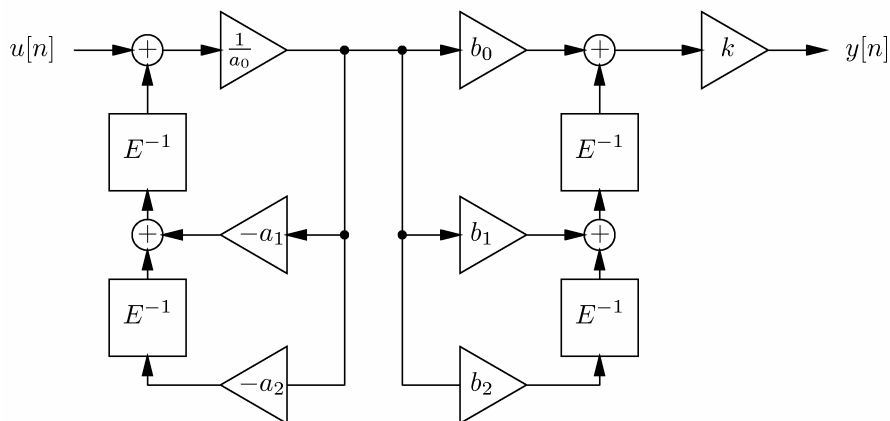 u[n] + 1/a₀ b₀ + k y[n]
E⁻¹ E⁻¹
+ −a₁ b₁ +
E⁻¹ E⁻¹
−a₂ b₂